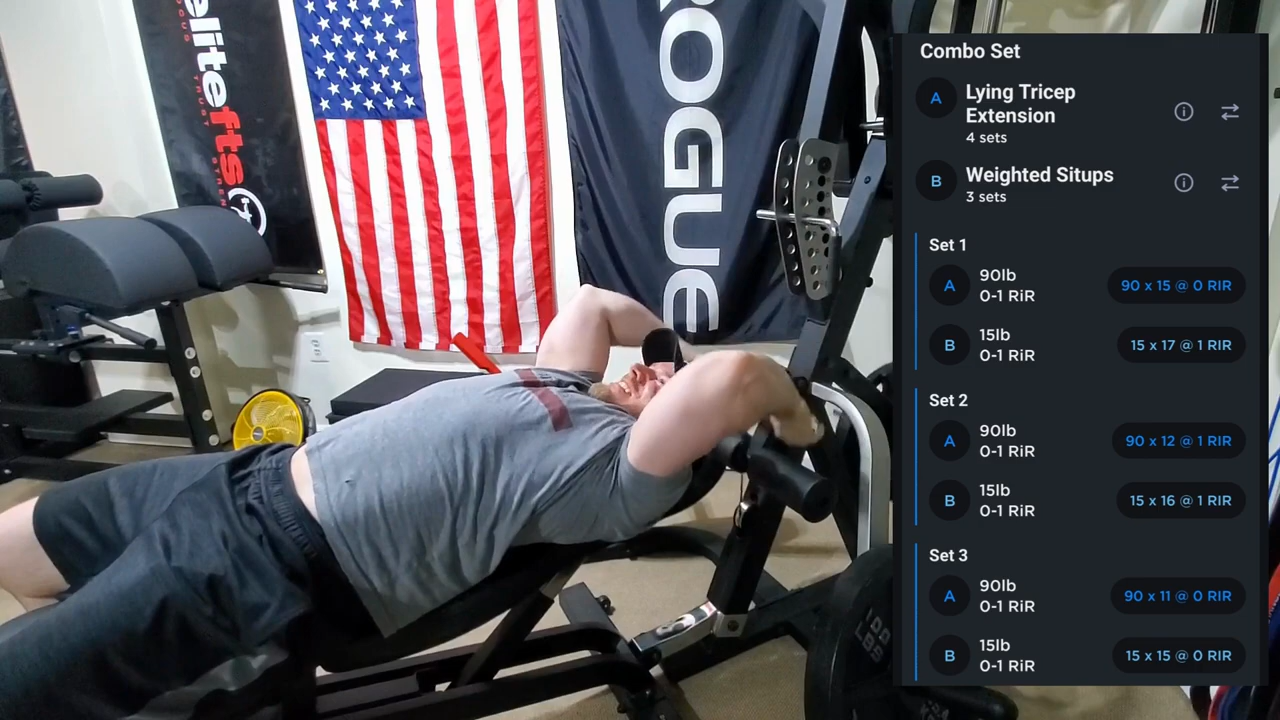 elitefts
ROGUE
100
LBS
Combo Set
A
Lying Tricep
Extension
4 sets
B
Weighted Situps
3 sets
Set 1
A
90lb
0-1 RiR
90 x 15 @ 0 RIR
B
15lb
0-1 RiR
15 x 17 @ 1 RIR
Set 2
A
90lb
0-1 RiR
90 x 12 @ 1 RIR
B
15lb
0-1 RiR
15 x 16 @ 1 RIR
Set 3
A
90lb
0-1 RiR
90 x 11 @ 0 RIR
B
15lb
0-1 RiR
15 x 15 @ 0 RIR